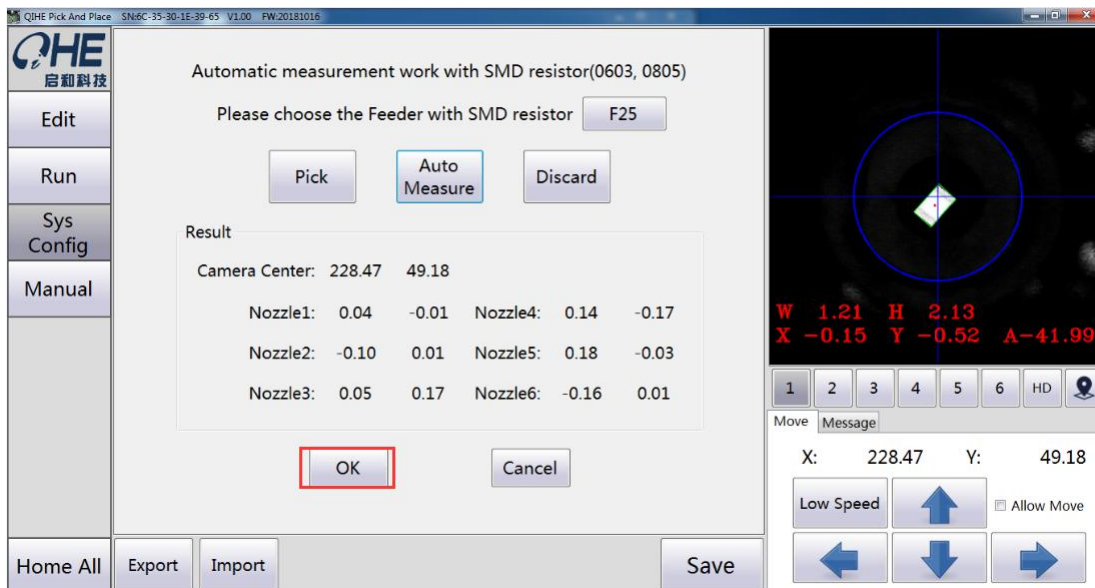 QIHE Pick And Place SN:6C-35-30-1E-39-65 V1.00 FW:20181016
QiHE
启和科技
Edit
Run
Sys
Config
Manual
Home All
Automatic measurement work with SMD resistor(0603, 0805)
Please choose the Feeder with SMD resistor F25
Pick
Auto
Measure
Discard
Result
Camera Center: 228.47 49.18
Nozzle1: 0.04 -0.01 Nozzle4: 0.14 -0.17
Nozzle2: -0.10 0.01 Nozzle5: 0.18 -0.03
Nozzle3: 0.05 0.17 Nozzle6: -0.16 0.01
OK Cancel
Export Import Save
W 1.21 H 2.13
X -0.15 Y -0.52 A-41.99
1 2 3 4 5 6 HD
Move Message
X: 228.47 Y: 49.18
Low Speed Allow Move